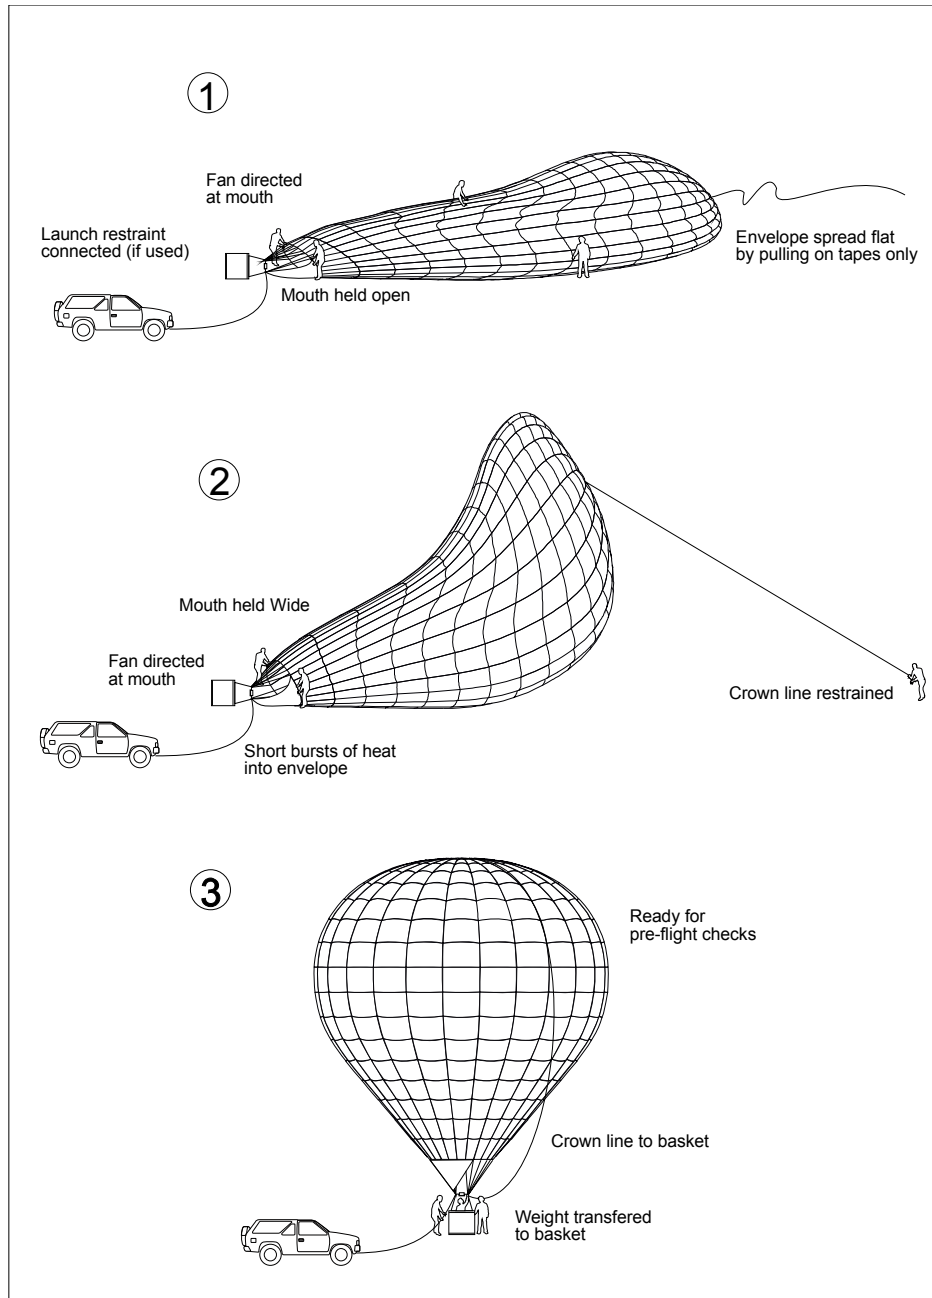 1
Fan directed
at mouth
Launch restraint
connected (if used)
Envelope spread flat
by pulling on tapes only
Mouth held open
2
Mouth held Wide
Fan directed
at mouth
Crown line restrained
Short bursts of heat
into envelope
3
Ready for
pre-flight checks
Crown line to basket
Weight transfered
to basket